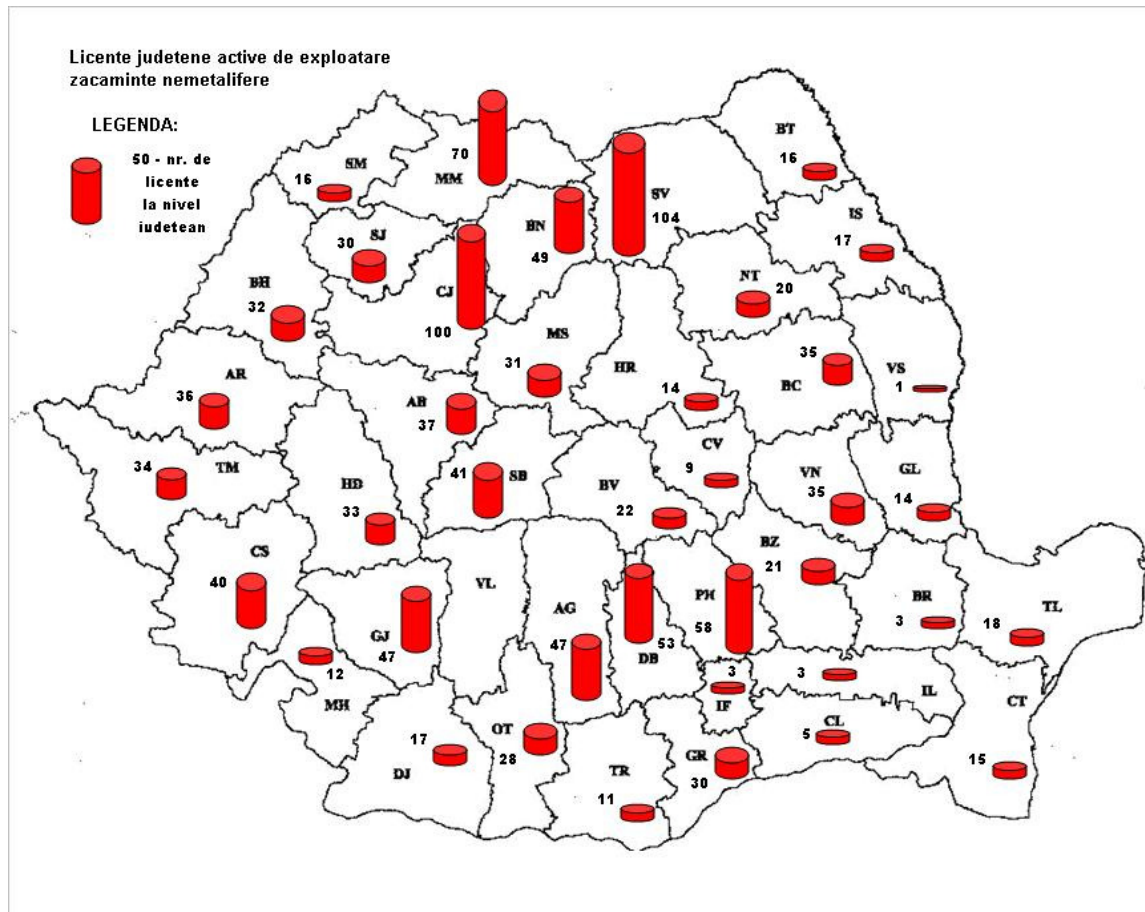 Licente judetene active de exploatare
zacaminte nemetalifere
LEGENDA:
50 - nr. de
licente
la nivel
iudetean
BT
16
SM
16
70
MM
SV
104
IS
17
SJ
30
BN
49
NT
20
BH
32
CJ
100
MS
31
HR
14
35
BC
VS
1
AR
36
AB
37
CV
9
34
TM
HD
33
41
SB
BV
22
VN
35
GL
14
CS
40
VL
BZ
21
GJ
47
AG
47
53
DB
PH
58
BR
3
TL
18
12
MH
3
IF
3
IL
CT
15
17
DJ
OT
28
TR
11
GR
30
CL
5